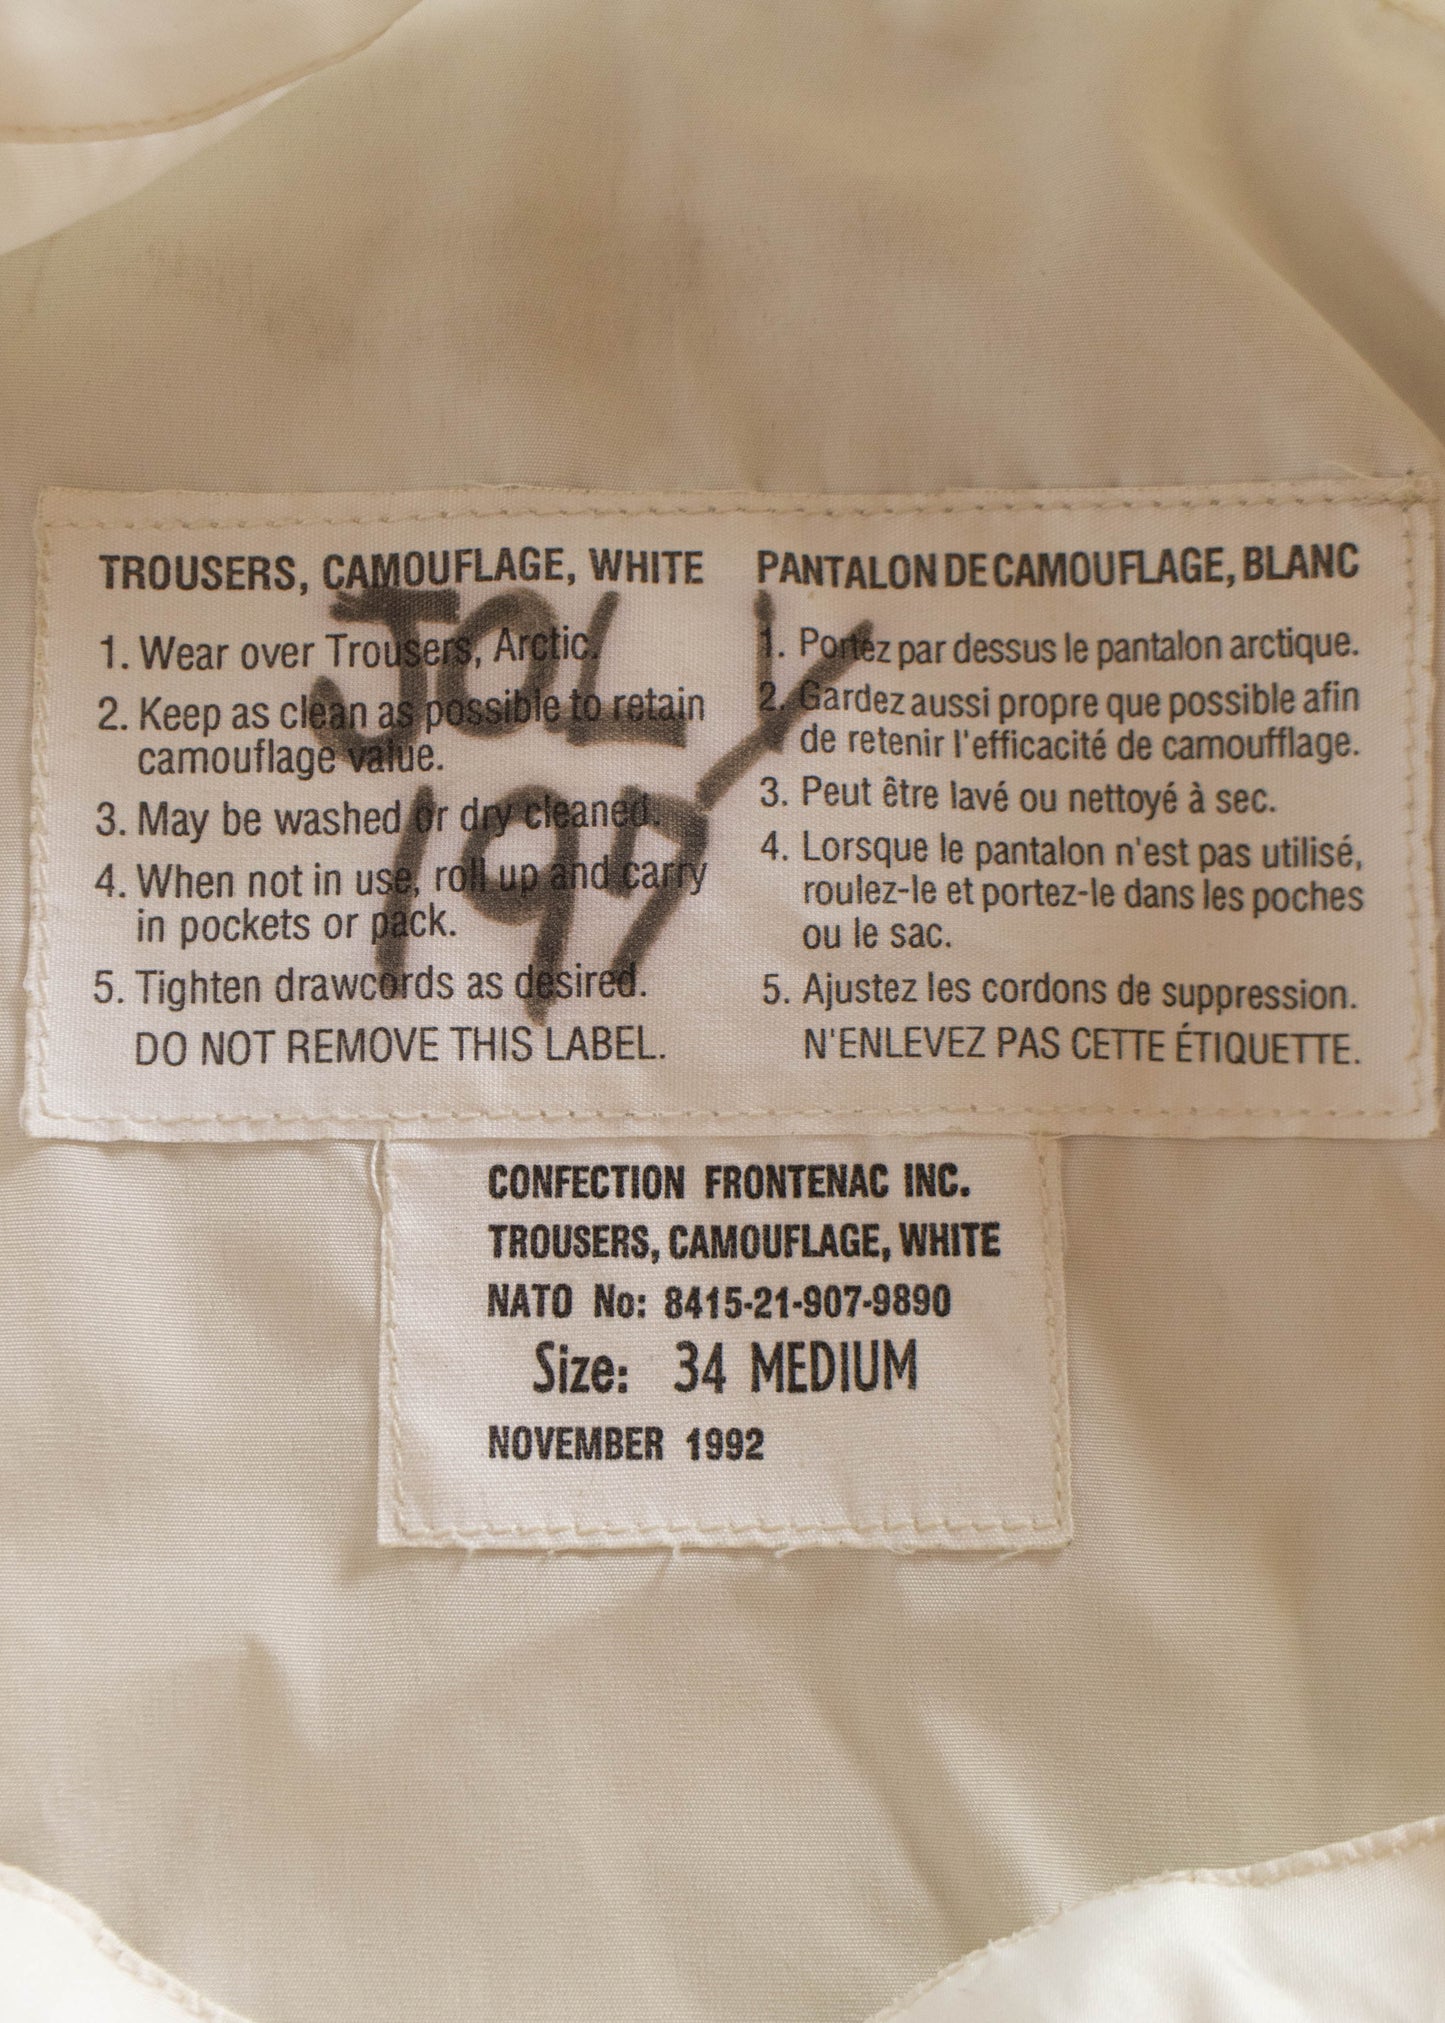 TROUSERS, CAMOUFLAGE, WHITE
1. Wear over Trousers, Arctic.
2. Keep as clean as possible to retain
camouflage value.
3. May be washed or dry cleaned.
4. When not in use, roll up and carry
in pockets or pack.
5. Tighten drawcords as desired.
DO NOT REMOVE THIS LABEL.
PANTALON DE CAMOUFLAGE, BLANC
1. Portez par dessus le pantalon arctique.
2. Gardez aussi propre que possible afin
de retenir l'efficacité de camoufflage.
3. Peut être lavé ou nettoyé à sec.
4. Lorsque le pantalon n'est pas utilisé,
roulez-le et portez-le dans les poches
ou le sac.
5. Ajustez les cordons de suppression.
N'ENLEVEZ PAS CETTE ÉTIQUETTE.
JOLY
197
CONFECTION FRONTENAC INC.
TROUSERS, CAMOUFLAGE, WHITE
NATO No: 8415-21-907-9890
Size: 34 MEDIUM
NOVEMBER 1992